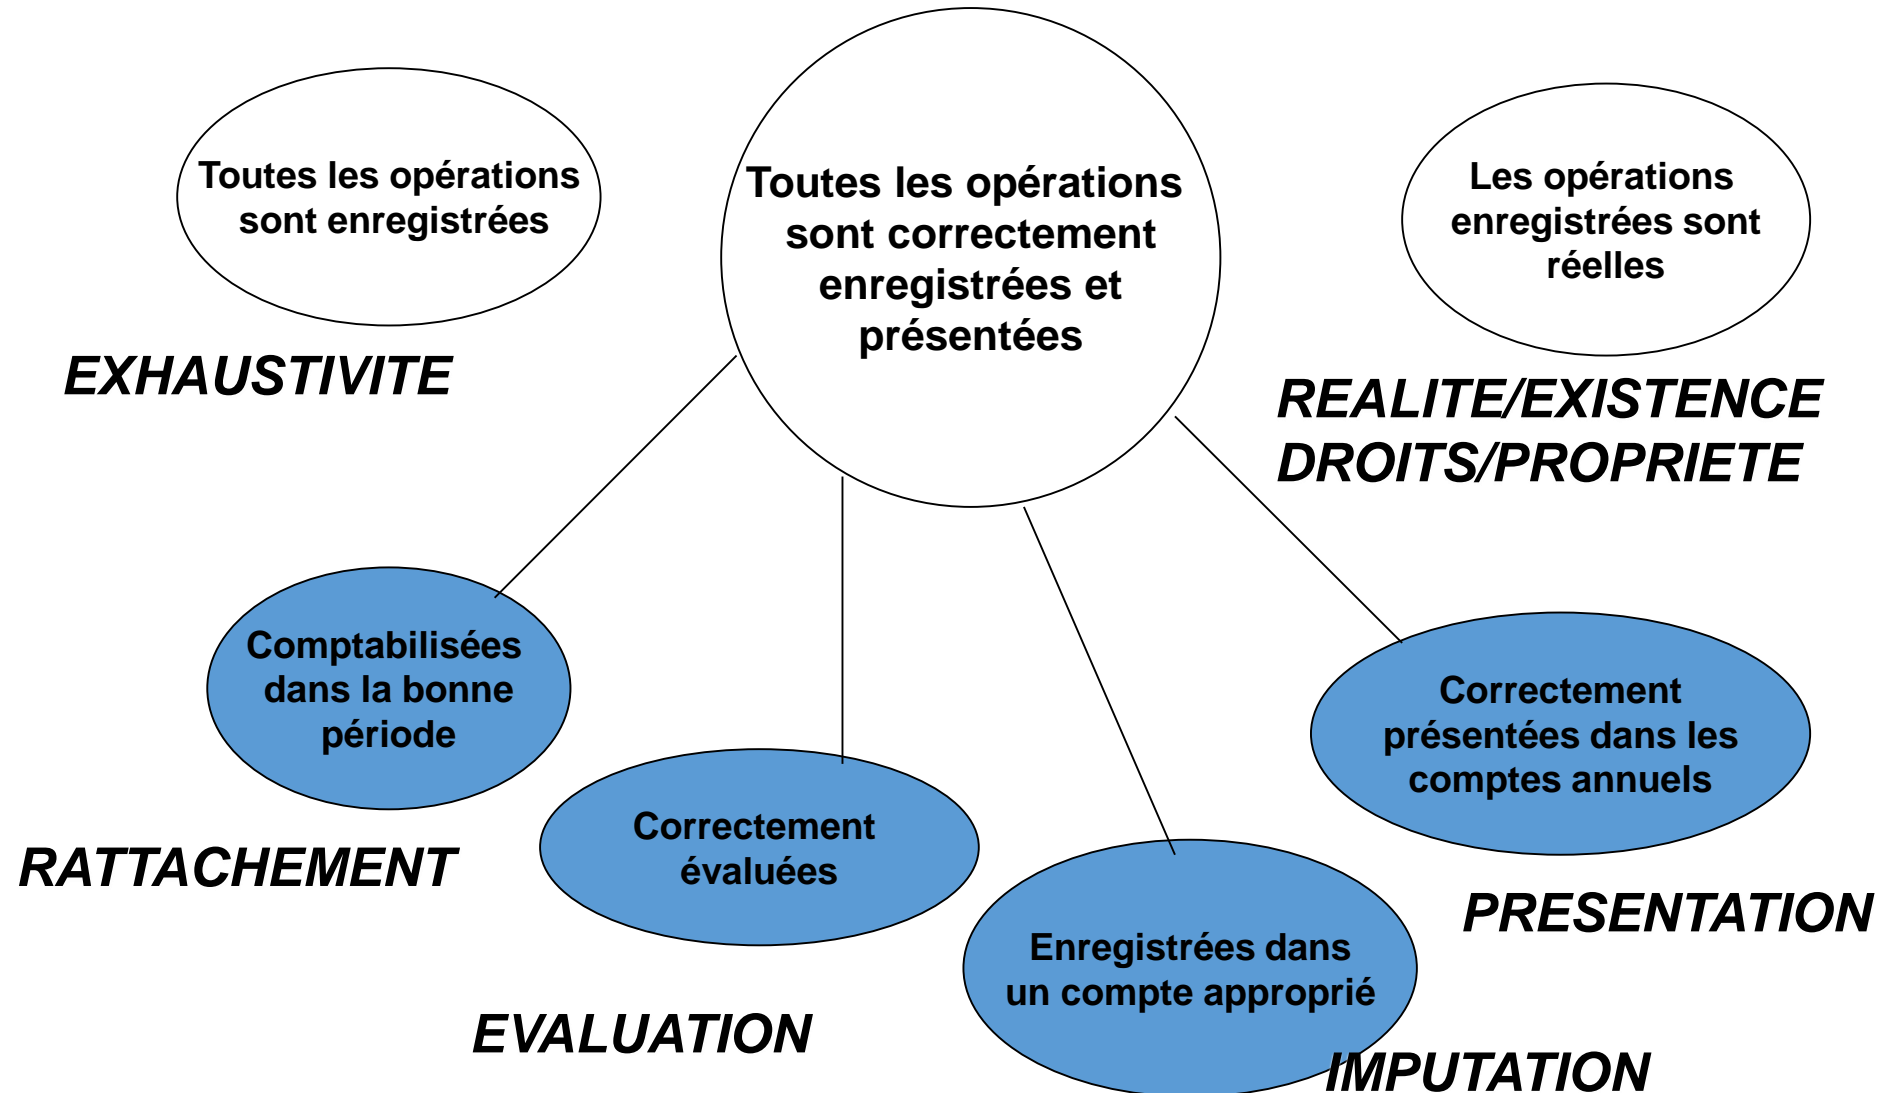 Toutes les opérations
sont enregistrées
EXHAUSTIVITE
Toutes les opérations
sont correctement
enregistrées et
présentées
Les opérations
enregistrées sont
réelles
REALITE/EXISTENCE
DROITS/PROPRIETE
Comptabilisées
dans la bonne
période
RATTACHEMENT
Correctement
évaluées
EVALUATION
Enregistrées dans
un compte approprié
IMPUTATION
Correctement
présentées dans les
comptes annuels
PRESENTATION